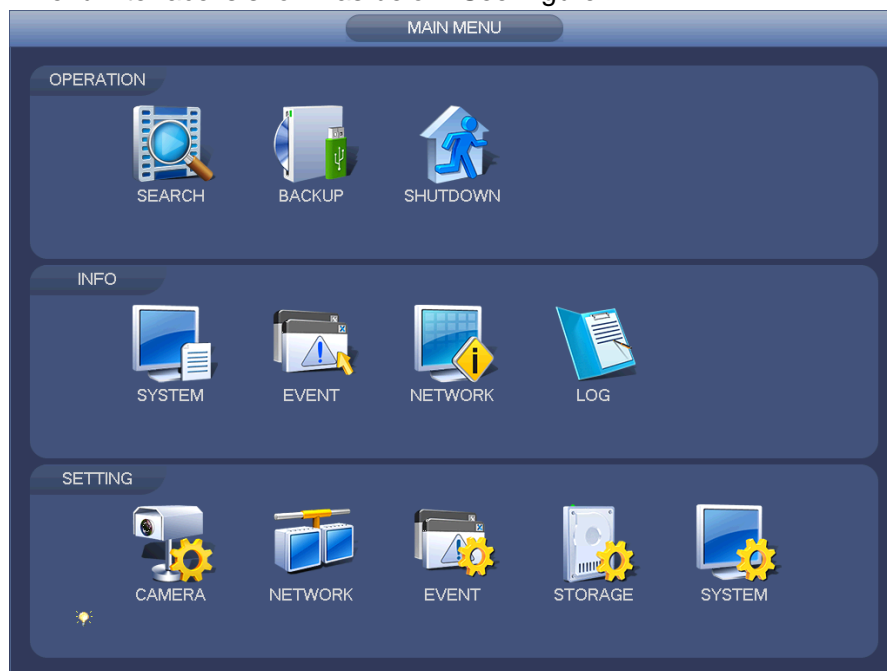 MAIN MENU
OPERATION
SEARCH BACKUP SHUTDOWN
INFO
SYSTEM EVENT NETWORK LOG
SETTING
CAMERA NETWORK EVENT STORAGE SYSTEM